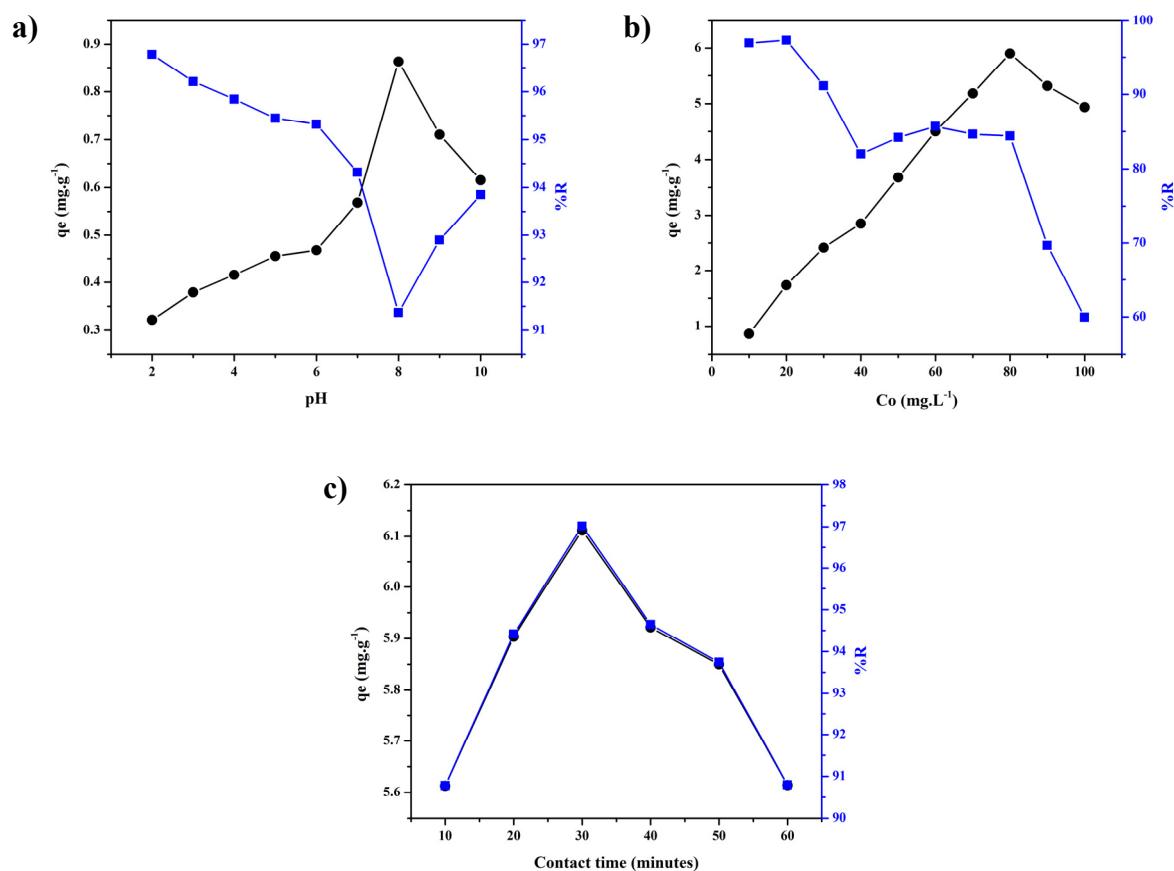 a)
0.9
0.8
0.7
0.6
0.5
0.4
0.3
qe (mg.g⁻¹)
97
96
95
94
93
92
91
%R
2 4 6 8 10
pH
b)
6
5
4
3
2
1
qe (mg.g⁻¹)
100
90
80
70
60
%R
0 20 40 60 80 100
Co (mg.L⁻¹)
c)
6.2
6.1
6.0
5.9
5.8
5.7
5.6
qe (mg.g⁻¹)
98
97
96
95
94
93
92
91
90
%R
10 20 30 40 50 60
Contact time (minutes)